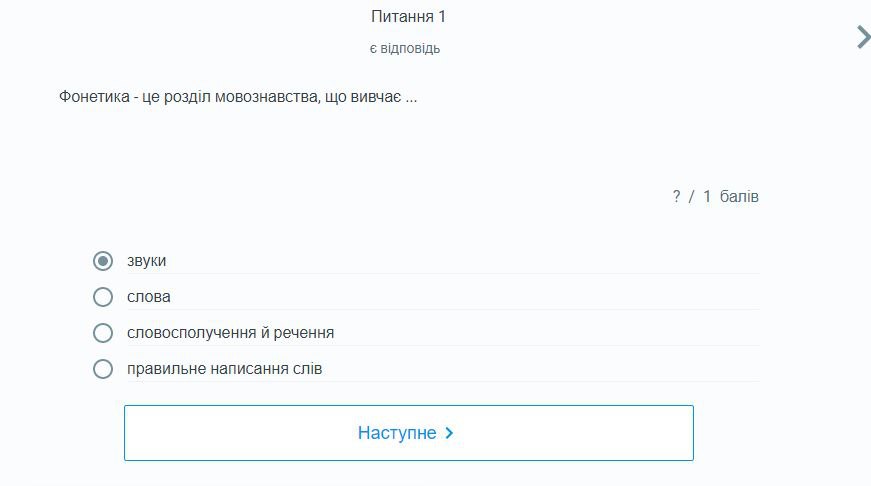 Питання 1
є відповідь
Фонетика - це розділ мовознавства, що вивчає ...
? / 1 балів
звуки
слова
словосполучення й речення
правильне написання слів
Наступне